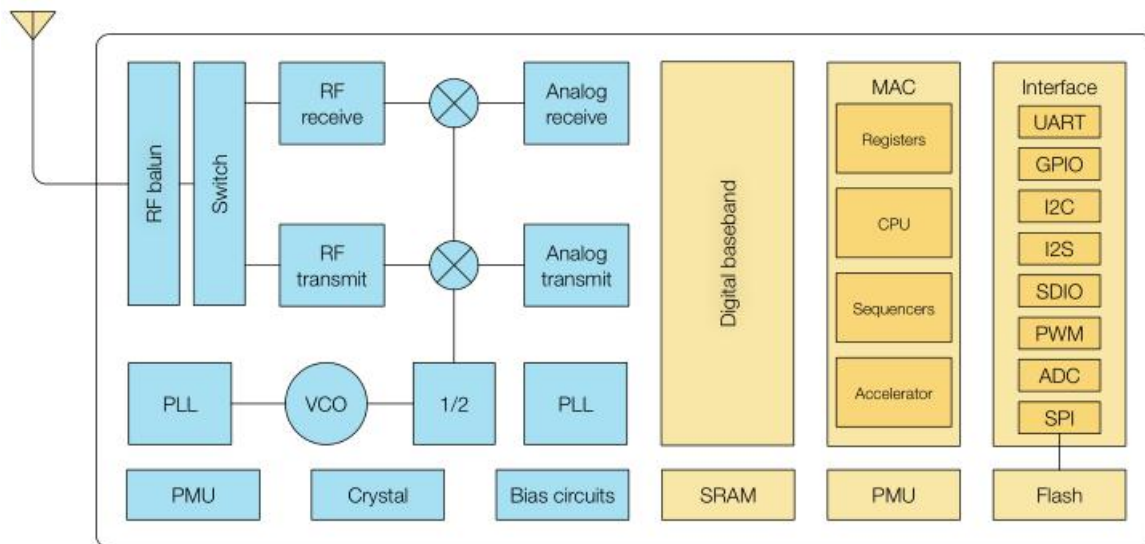 RF balun
Switch
RF
receive
Analog
receive
RF
transmit
Analog
transmit
PLL
VCO
1/2
PLL
PMU
Crystal
Bias circuits
Digital baseband
SRAM
MAC
Registers
CPU
Sequencers
Accelerator
PMU
Interface
UART
GPIO
I2C
I2S
SDIO
PWM
ADC
SPI
Flash